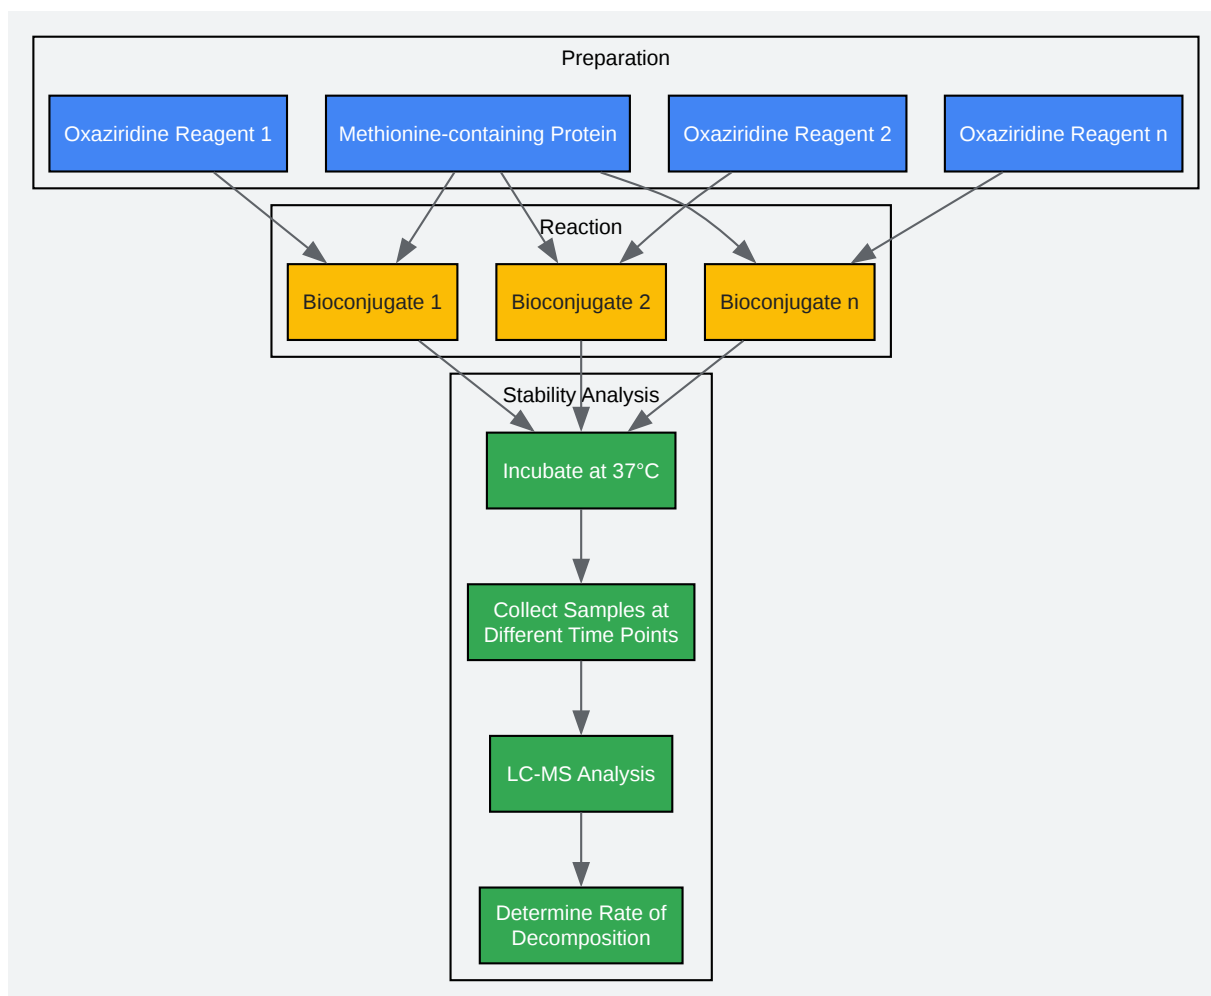 Preparation
Oxaziridine Reagent 1
Methionine-containing Protein
Oxaziridine Reagent 2
Oxaziridine Reagent n
Reaction
Bioconjugate 1
Bioconjugate 2
Bioconjugate n
Stability Analysis
Incubate at 37°C
Collect Samples at
Different Time Points
LC-MS Analysis
Determine Rate of
Decomposition